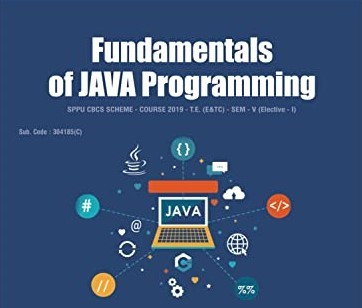 Fundamentals
of JAVA Programming
SPPU CBCS SCHEME - COURSE 2019 - T.E. (E&TC) - SEM - V (Elective - I)
Sub. Code : 304185(C)
{ }
#
</>
@
JAVA
C
//
%%